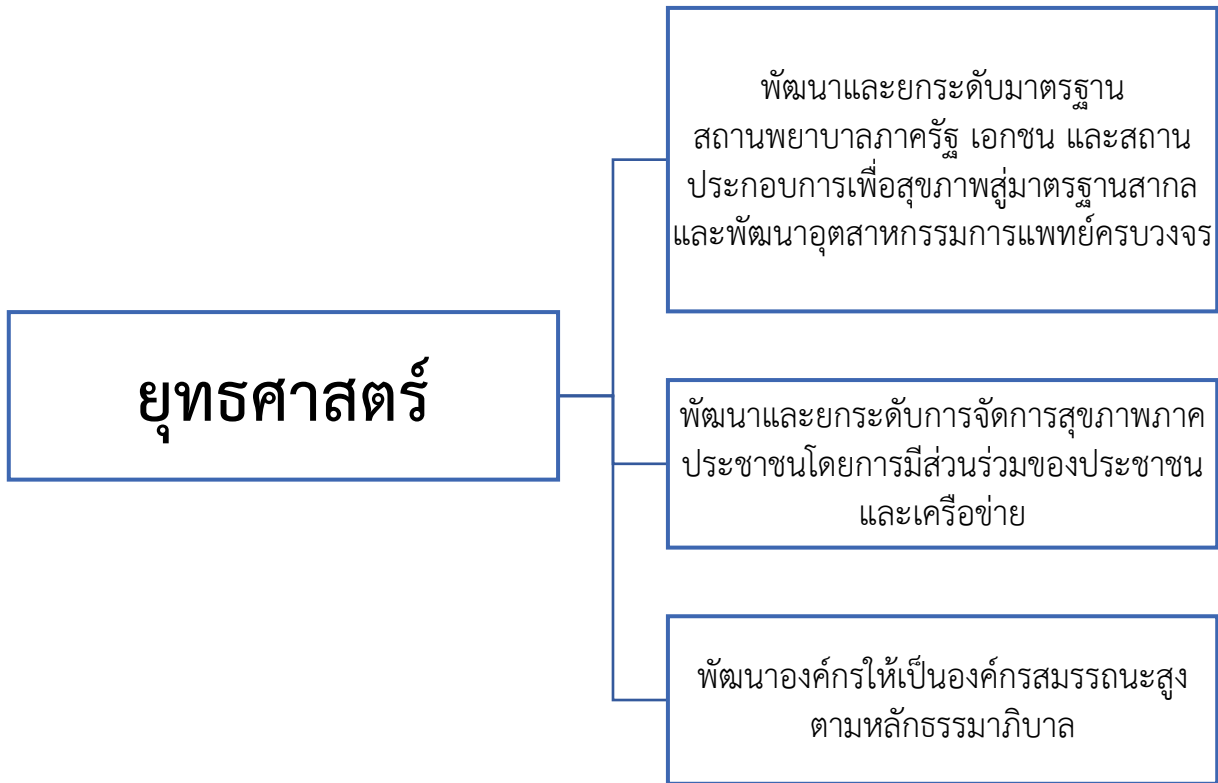 ยุทธศาสตร์
พัฒนาและยกระดับมาตรฐาน
สถานพยาบาลภาครัฐ เอกชน และสถาน
ประกอบการเพื่อสุขภาพสู่มาตรฐานสากล
และพัฒนาอุตสาหกรรมการแพทย์ครบวงจร
พัฒนาและยกระดับการจัดการสุขภาพภาค
ประชาชนโดยการมีส่วนร่วมของประชาชน
และเครือข่าย
พัฒนาองค์กรให้เป็นองค์กรสมรรถนะสูง
ตามหลักธรรมาภิบาล